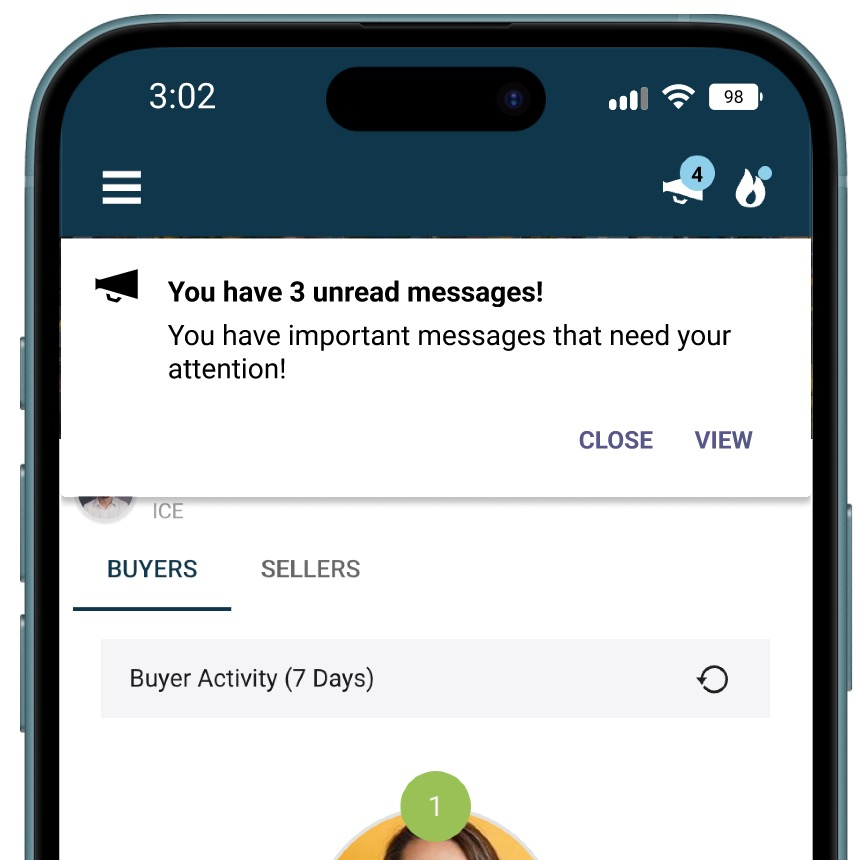 3:02
98
4
You have 3 unread messages!
You have important messages that need your
attention!
CLOSE VIEW
ICE
BUYERS SELLERS
Buyer Activity (7 Days)
1